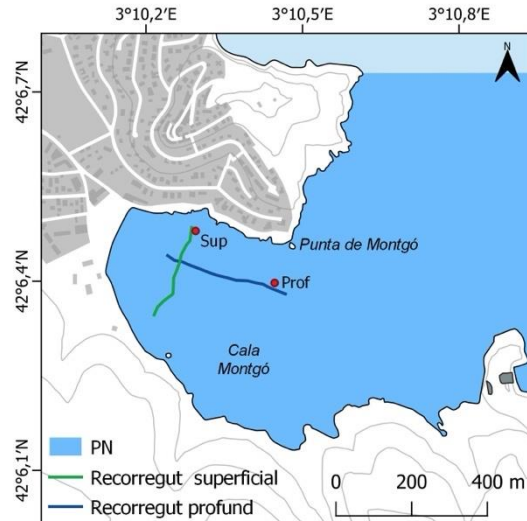 3°10,2'E 3°10,5'E 3°10,8'E
N
42°6,7'N
Sup
Punta de Montgó
42°6,4'N
Prof
Cala
Montgó
PN
Recorregut superficial
Recorregut profund
0 200 400 m
42°6,1'N